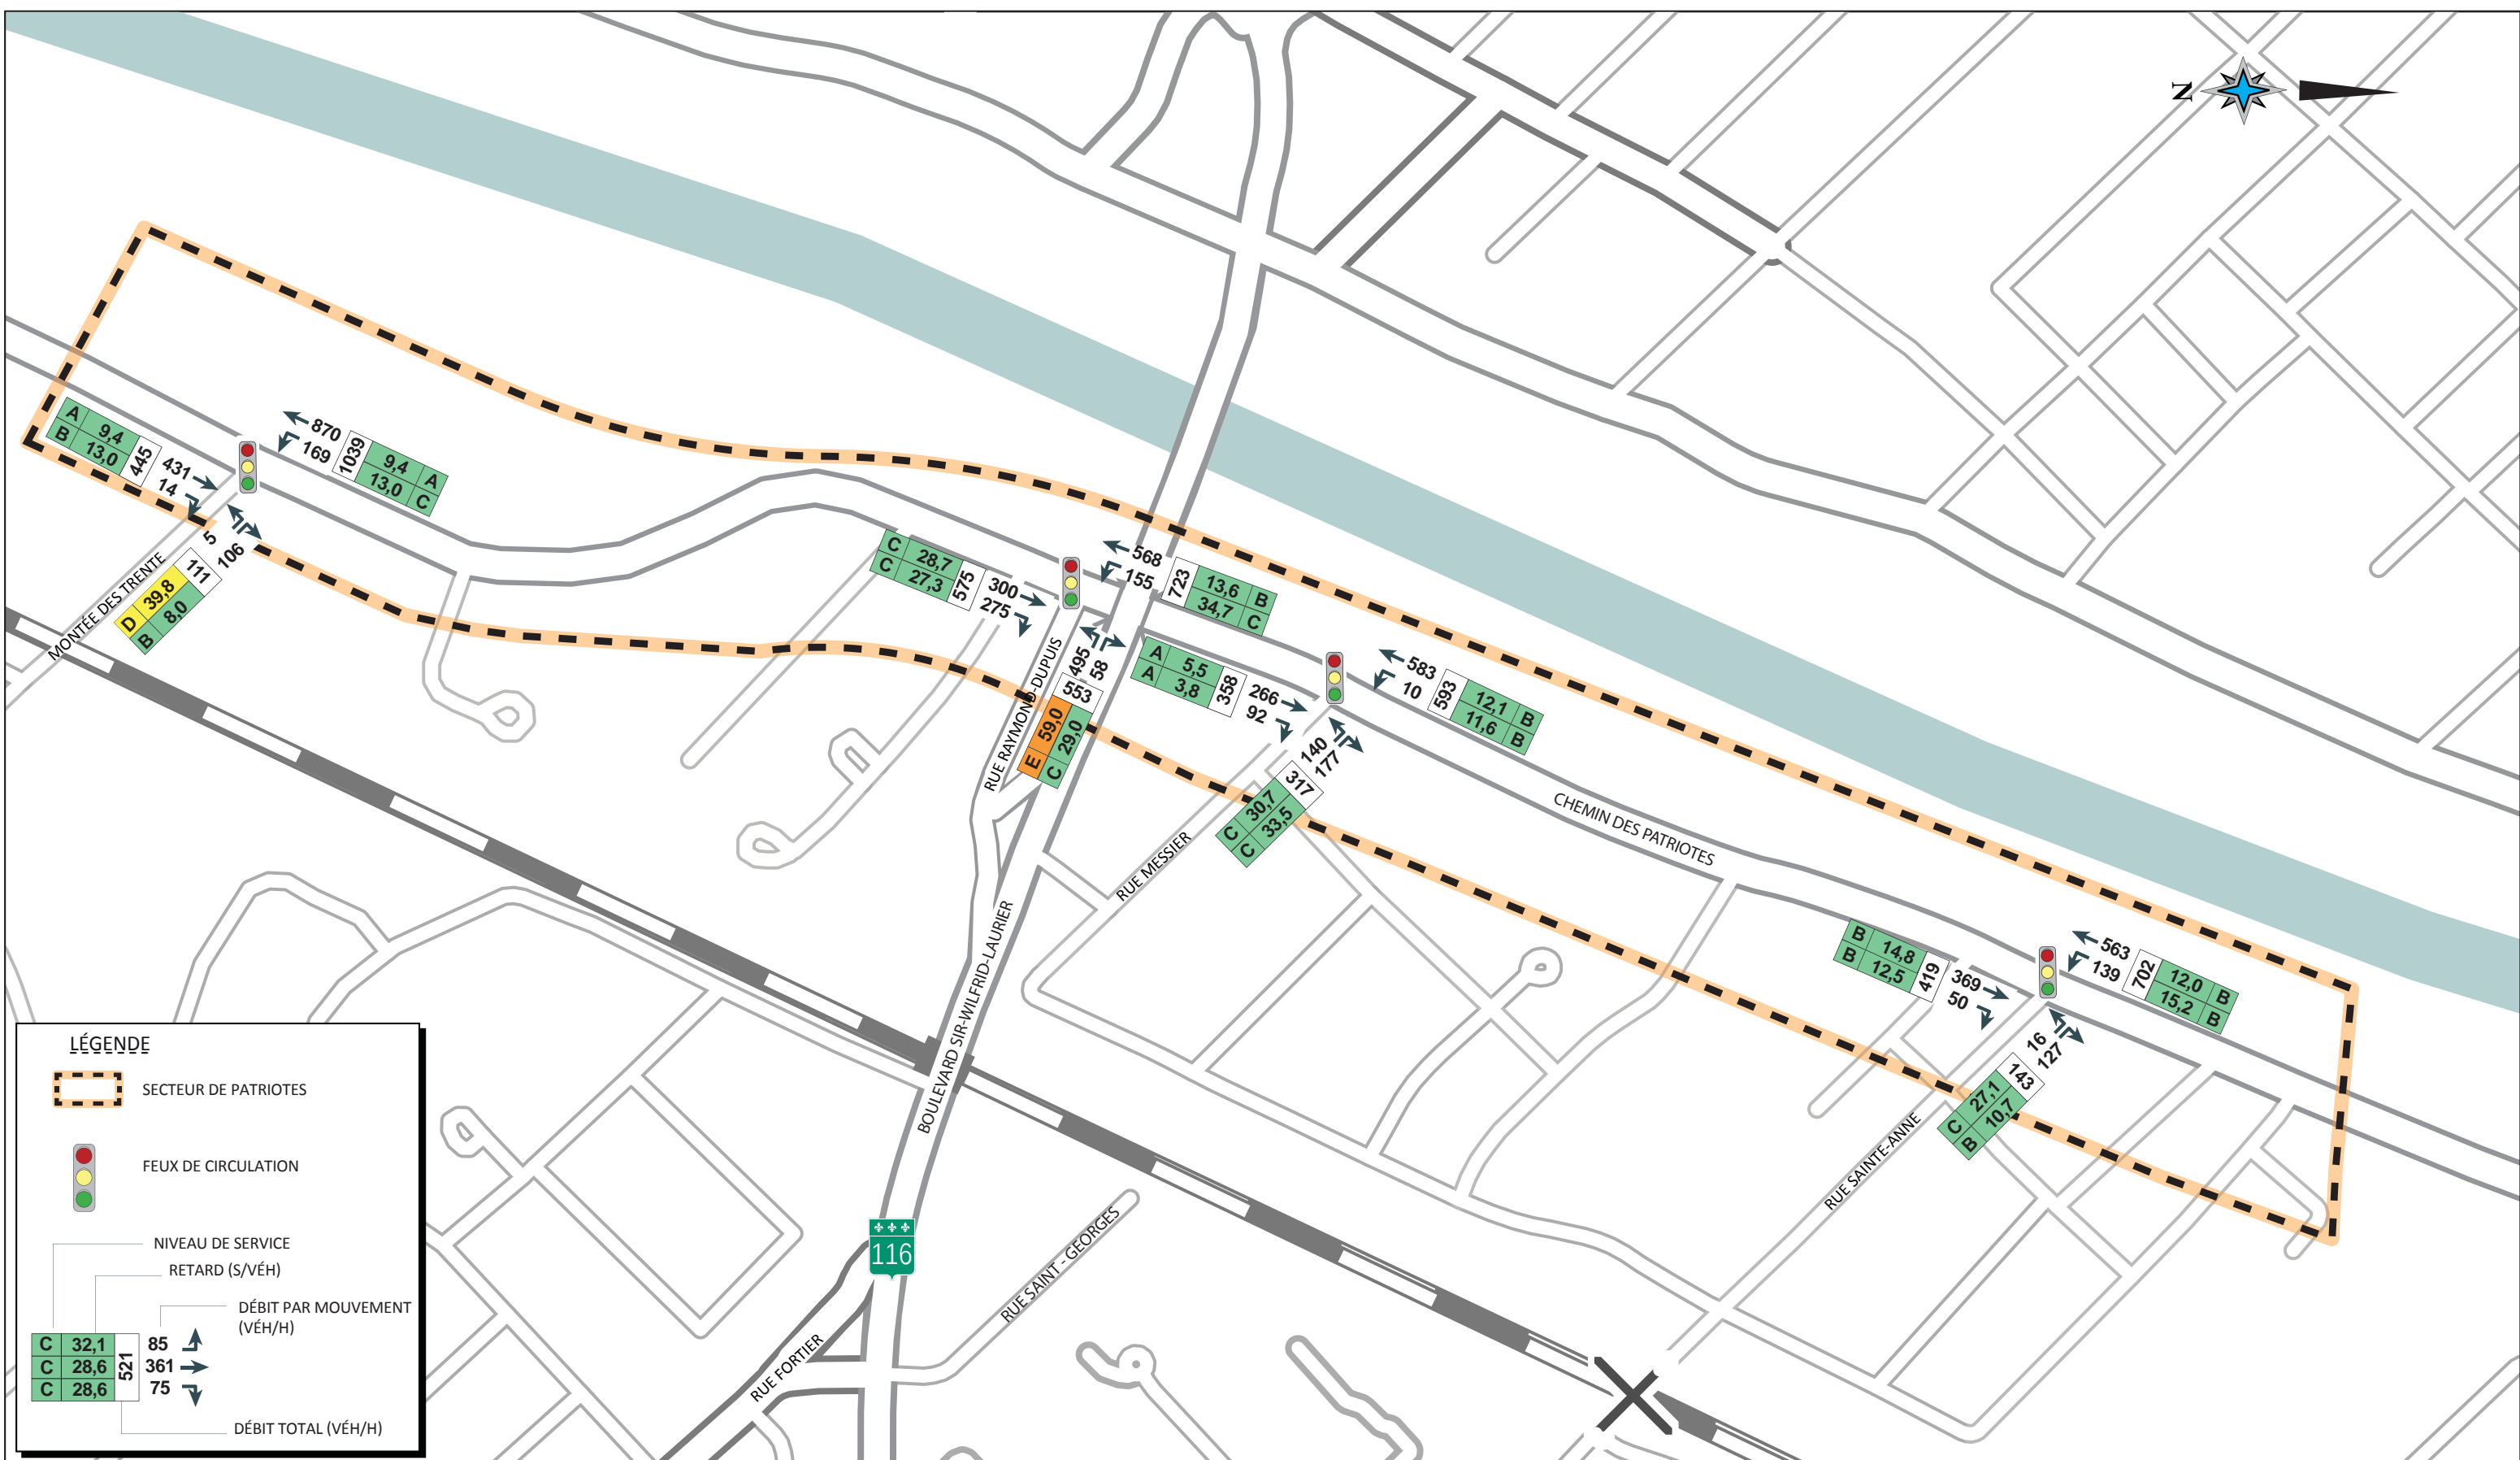 N
A 9,4
B 13,0
445
431
14
870
169
1039
9,4 A
13,0 C
5
106
111
D 39,8
B 8,0
MONTÉE DES TRENTE
C 28,7
C 27,3
575
300
275
568
155
723
13,6 B
34,7 C
495
58
553
E 59,0
C 29,0
RUE RAYMOND-DUPUIS
A 5,5
A 3,8
358
266
92
583
10
593
12,1 B
11,6 B
140
177
317
C 30,7
C 33,5
RUE MESSIER
CHEMIN DES PATRIOTES
BOULEVARD SIR-WILFRID-LAURIER
B 14,8
B 12,5
419
369
50
563
139
702
12,0 B
15,2 B
16
127
143
C 27,1
B 10,7
RUE SAINTE-ANNE
116
RUE SAINT - GEORGES
RUE FORTIER
LÉGENDE
SECTEUR DE PATRIOTES
FEUX DE CIRCULATION
NIVEAU DE SERVICE
RETARD (S/VÉH)
DÉBIT PAR MOUVEMENT
(VÉH/H)
C 32,1 85
C 28,6 521 361
C 28,6 75
DÉBIT TOTAL (VÉH/H)